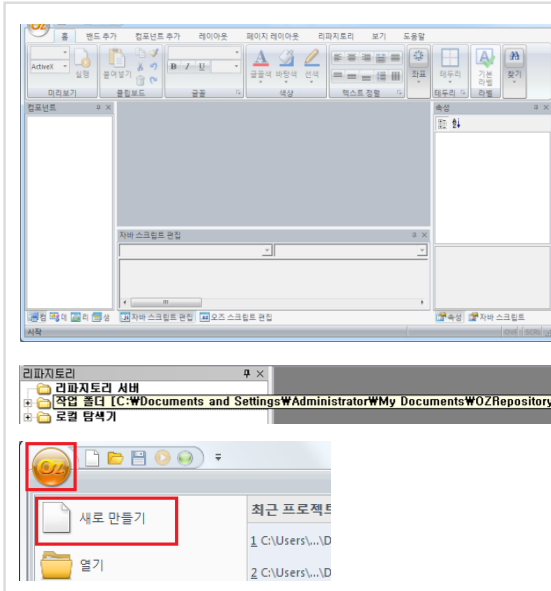 OZ
홈 밴드 추가 컴포넌트 추가 레이아웃 페이지 레이아웃 리파지토리 보기 도움말
ActiveX 실행 붙여넣기 B I U 글꼴색 바탕색 선색 좌표 테두리 기본 라벨 찾기
미리보기 클립보드 글꼴 색상 텍스트 정렬 테두리 라벨
컴포넌트 속성
자바 스크립트 편집
컴 데 리 생 자바 스크립트 편집 오즈 스크립트 편집 속성 자바 스크립트
시작
리파지토리
리파지토리 서버
작업 폴더 [C:₩Documents and Settings₩Administrator₩My Documents₩OZRepository
로컬 탐색기
OZ
새로 만들기 최근 프로젝트
1 C:\Users\...\D
열기
2 C:\Users\...\D